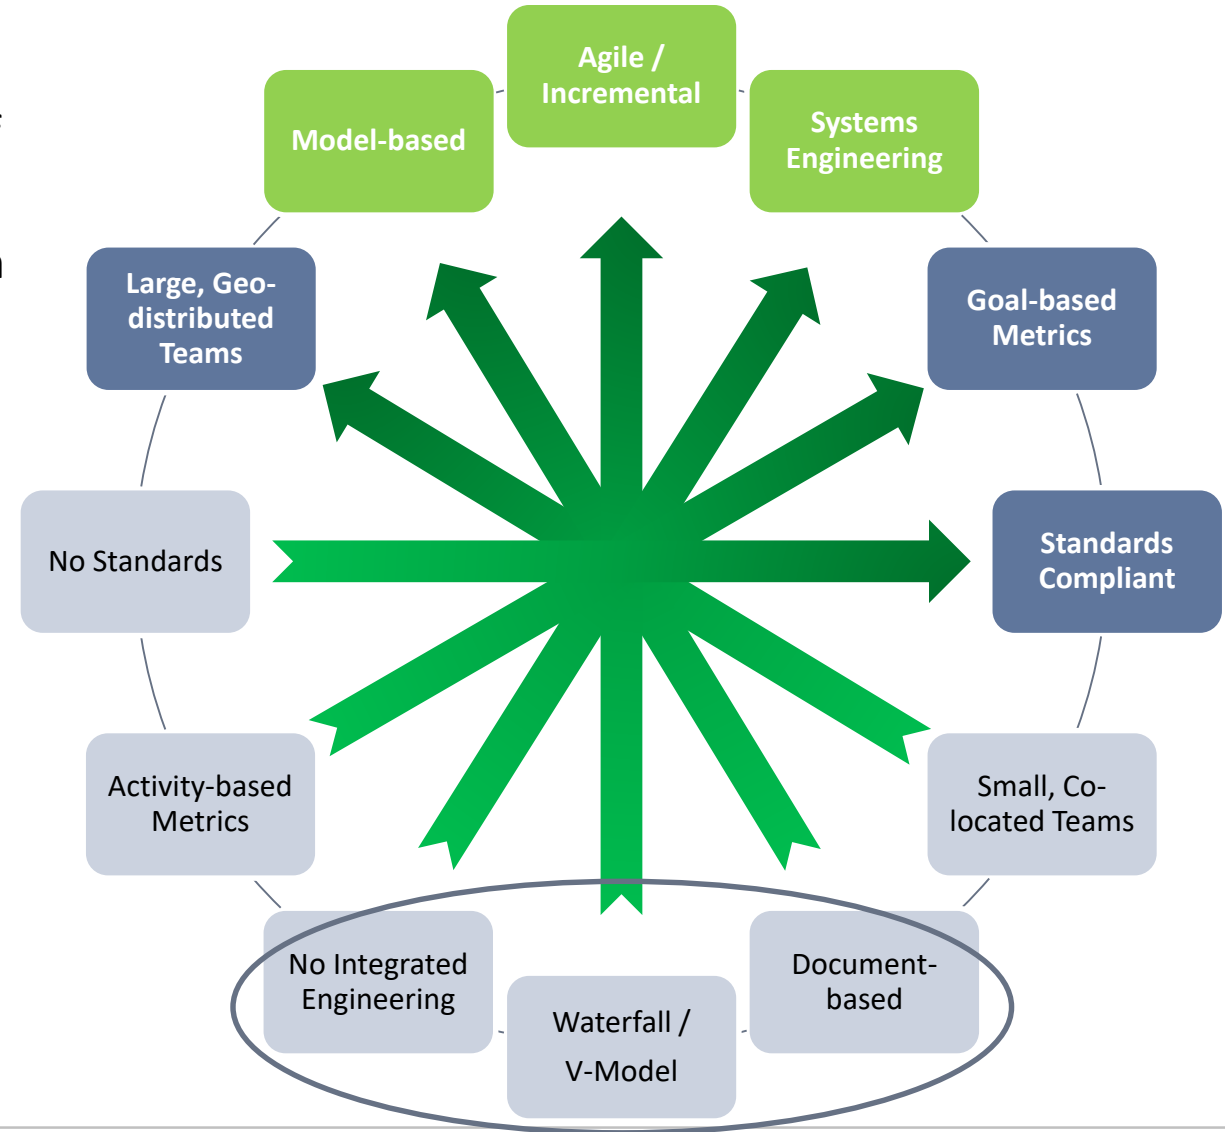 Agile /
Incremental
Model-based
Systems
Engineering
Large, Geo-
distributed
Teams
Goal-based
Metrics
No Standards
Standards
Compliant
Activity-based
Metrics
Small, Co-
located Teams
No Integrated
Engineering
Waterfall /
V-Model
Document-
based